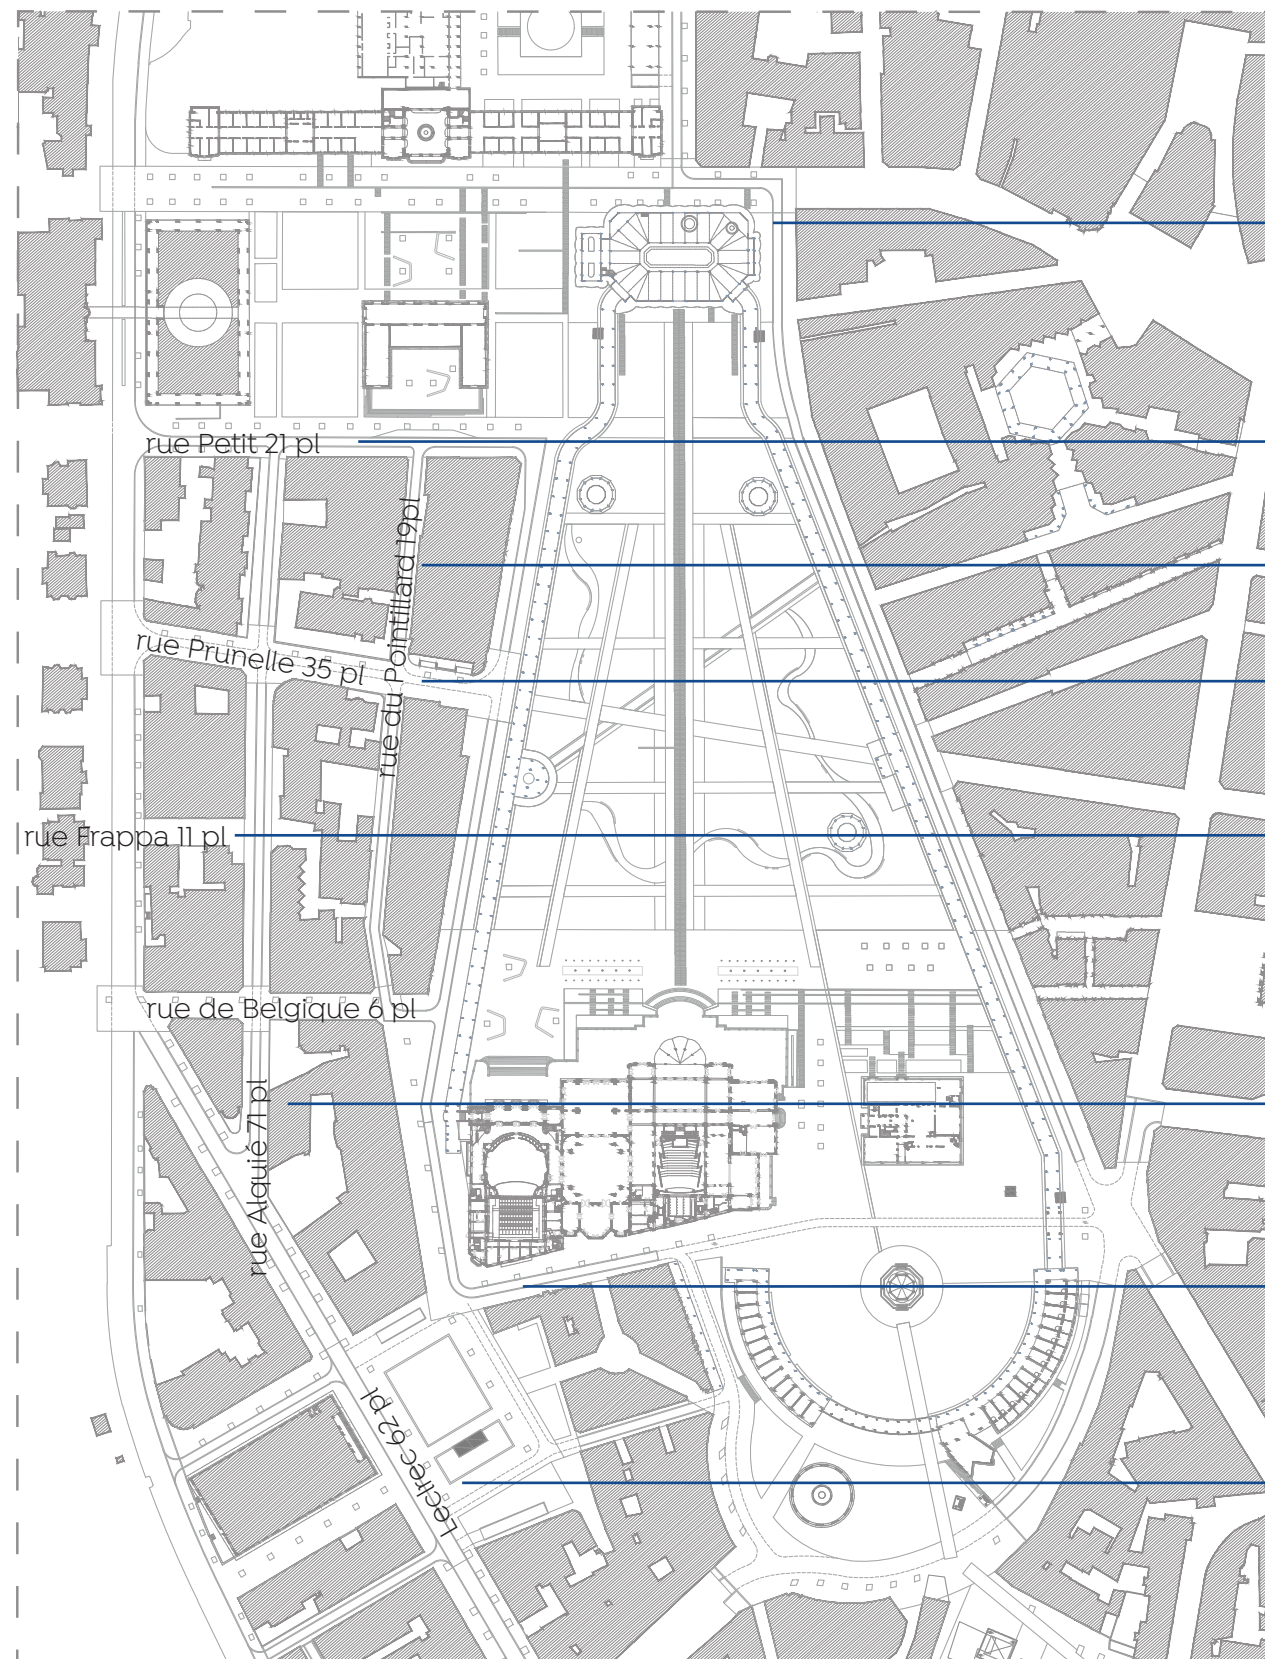 rue Petit 21 pl
rue du Pointillard 19pl
rue Prunelle 35 pl
rue Frappa 11 pl
rue de Belgique 6 pl
rue Alquié 71 pl
Leclrec 62 pl